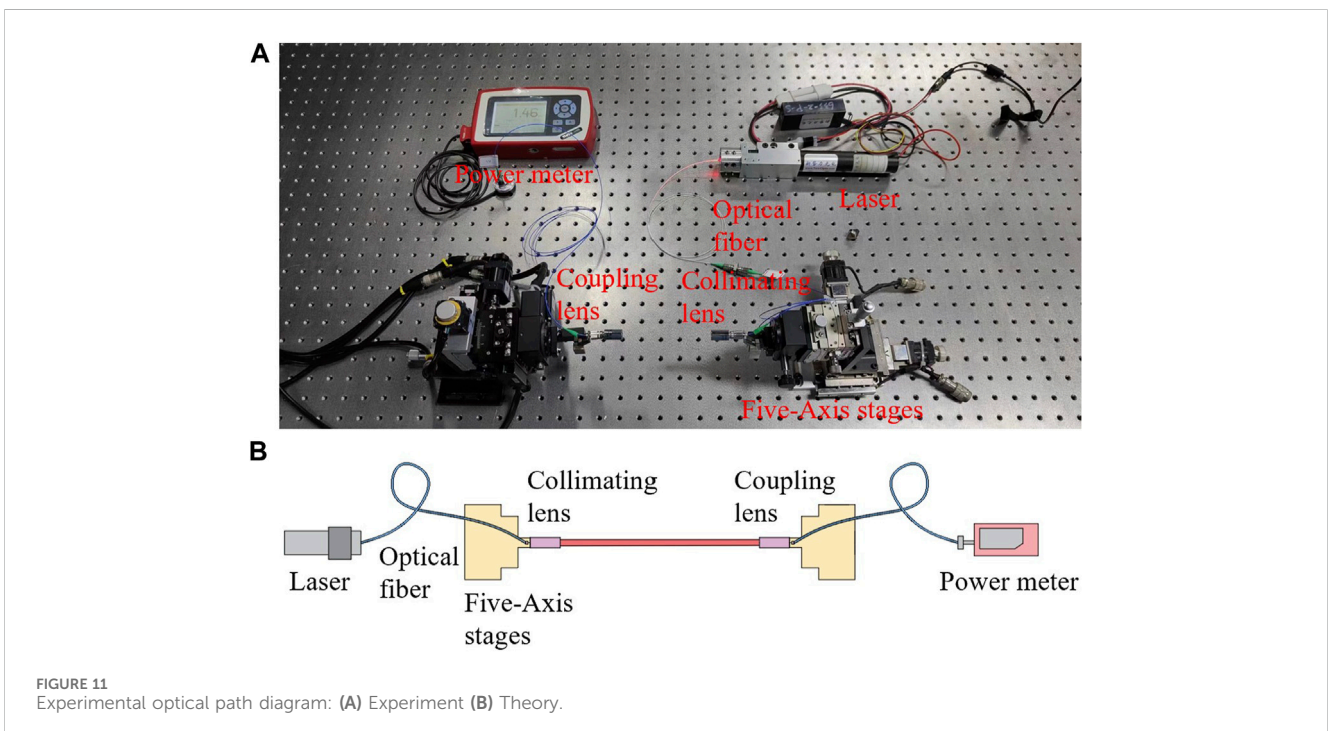 A
1.46
Power meter
Laser
Optical
fiber
Coupling
lens
Collimating
lens
Five-Axis stages
B
Collimating
lens
Coupling
lens
Laser
Optical
fiber
Five-Axis
stages
Power meter
FIGURE 11
Experimental optical path diagram: (A) Experiment (B) Theory.